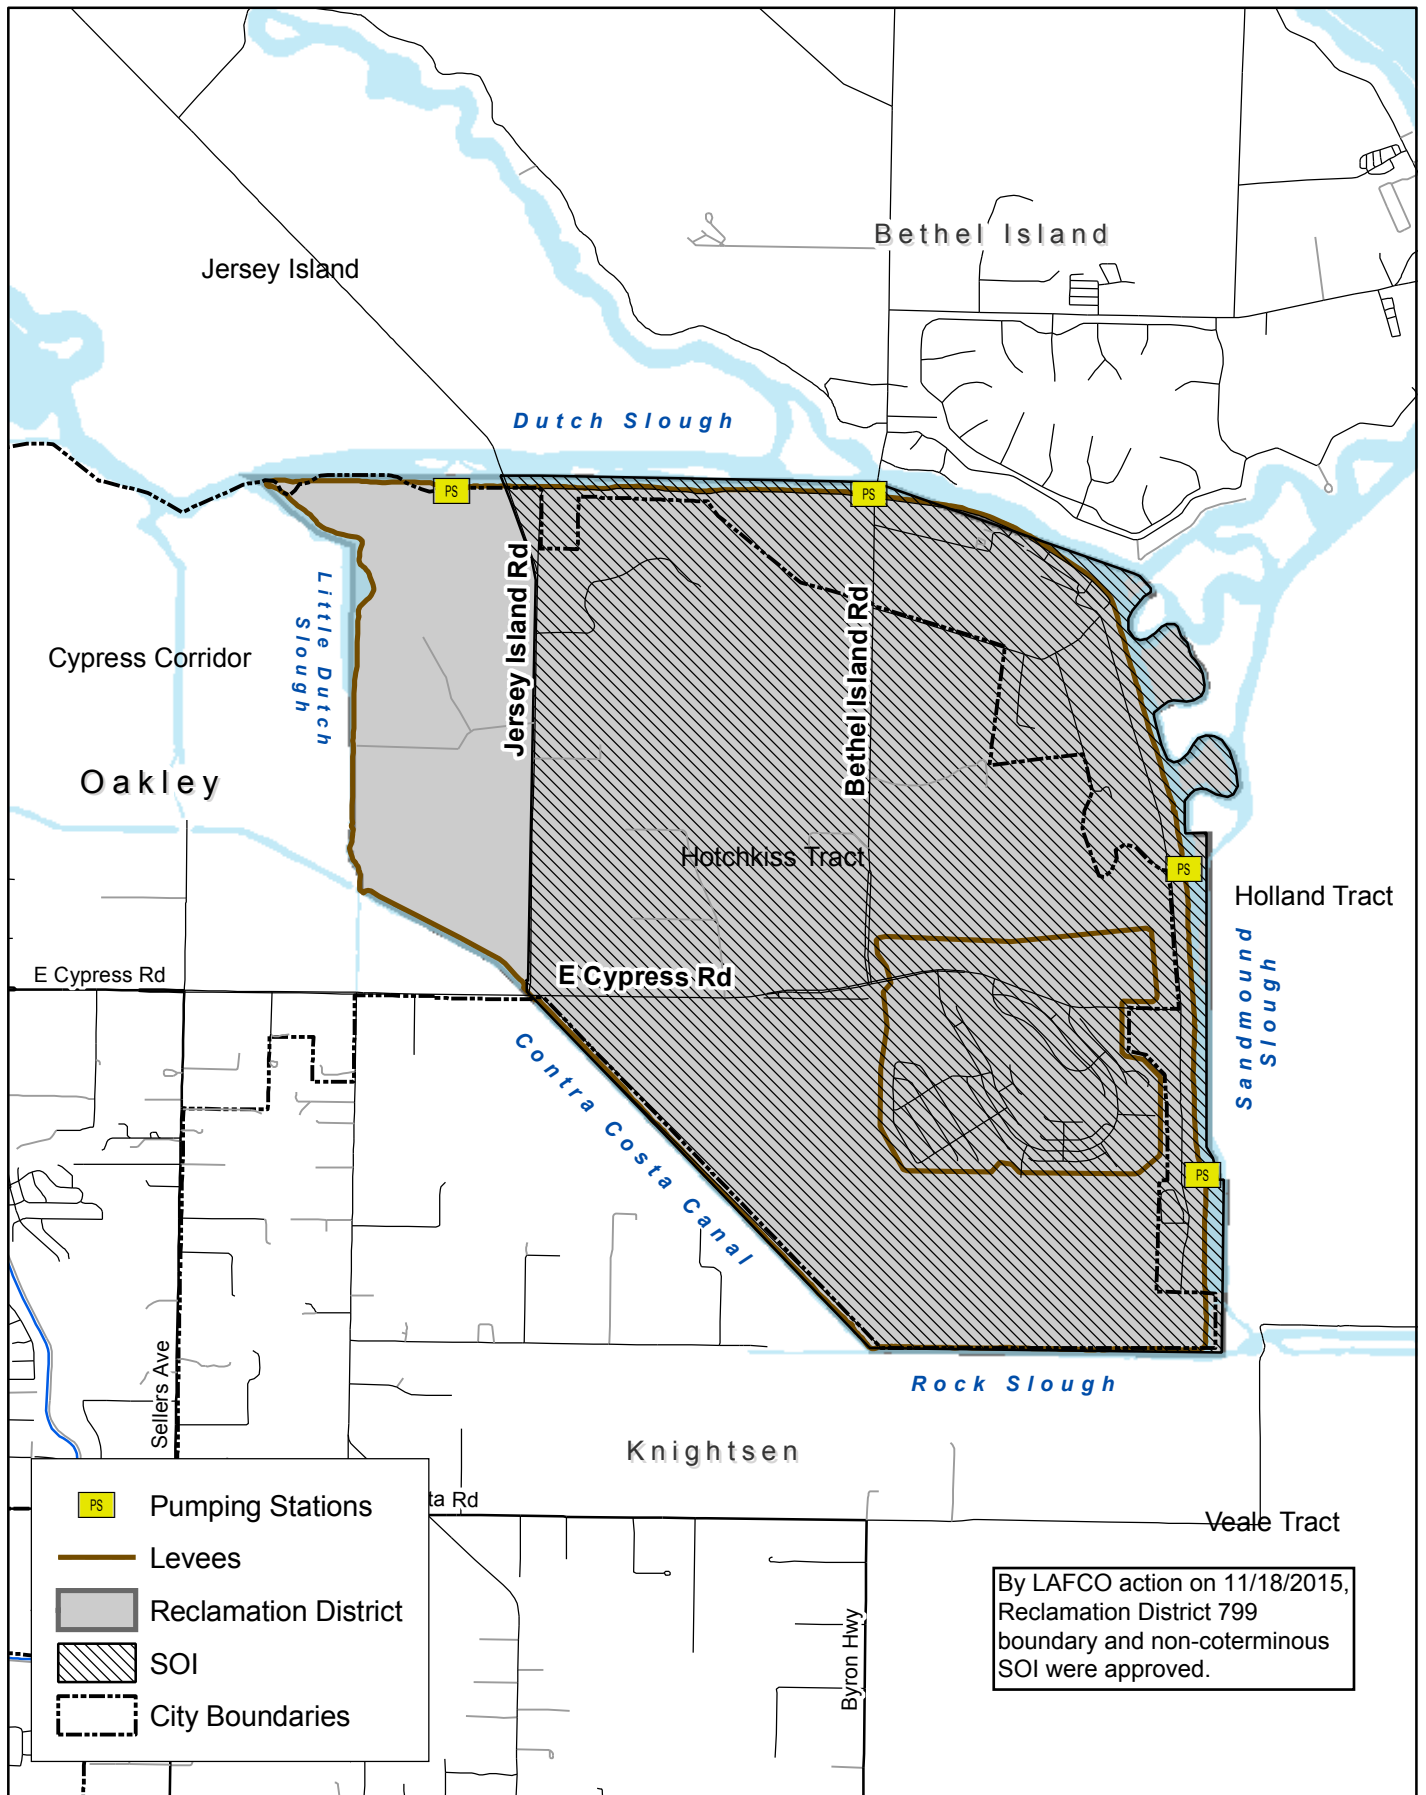 Bethel Island
Jersey Island
Dutch Slough
PS
PS
Jersey Island Rd
Bethel Island Rd
Little Dutch
Slough
Cypress Corridor
Oakley
Hotchkiss Tract
PS
Holland Tract
Sandmound
Slough
E Cypress Rd
E Cypress Rd
Contra Costa Canal
PS
Rock Slough
Sellers Ave
Knightsen
ta Rd
Veale Tract
Byron Hwy
PS Pumping Stations
Levees
Reclamation District
SOI
City Boundaries
By LAFCO action on 11/18/2015,
Reclamation District 799
boundary and non-coterminous
SOI were approved.